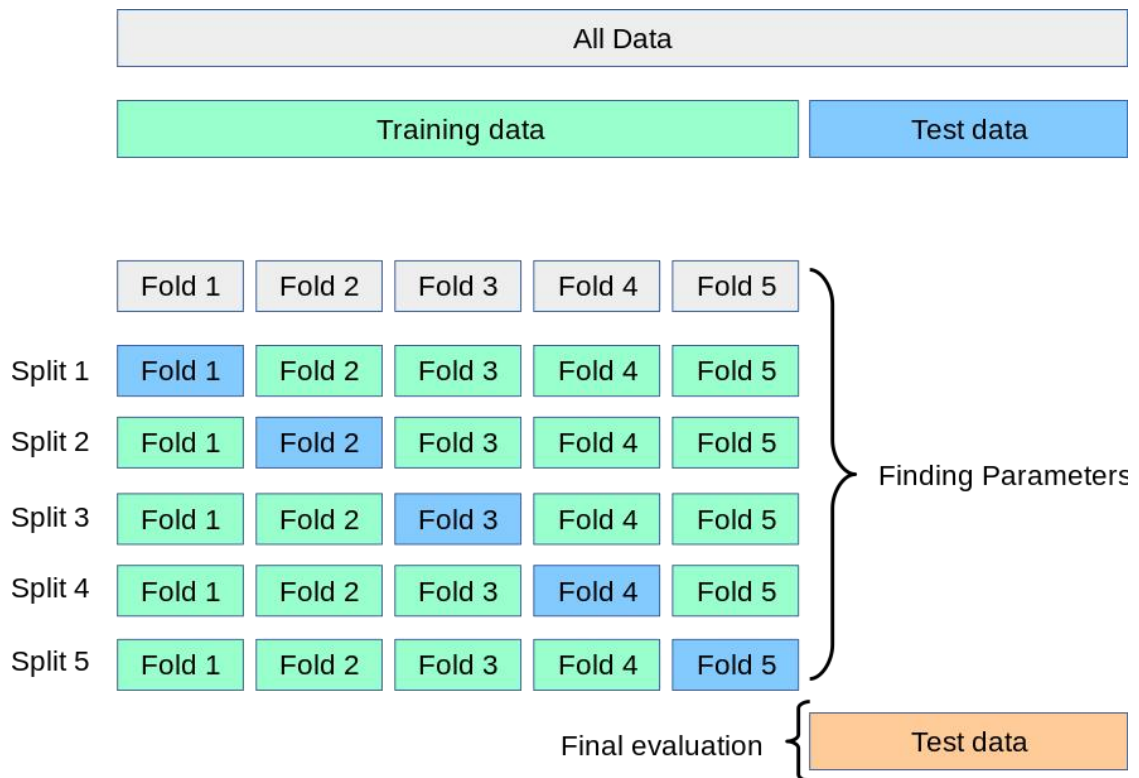 All Data
Training data Test data
Fold 1 Fold 2 Fold 3 Fold 4 Fold 5
Split 1 Fold 1 Fold 2 Fold 3 Fold 4 Fold 5
Split 2 Fold 1 Fold 2 Fold 3 Fold 4 Fold 5
Finding Parameters
Split 3 Fold 1 Fold 2 Fold 3 Fold 4 Fold 5
Split 4 Fold 1 Fold 2 Fold 3 Fold 4 Fold 5
Split 5 Fold 1 Fold 2 Fold 3 Fold 4 Fold 5
Final evaluation Test data